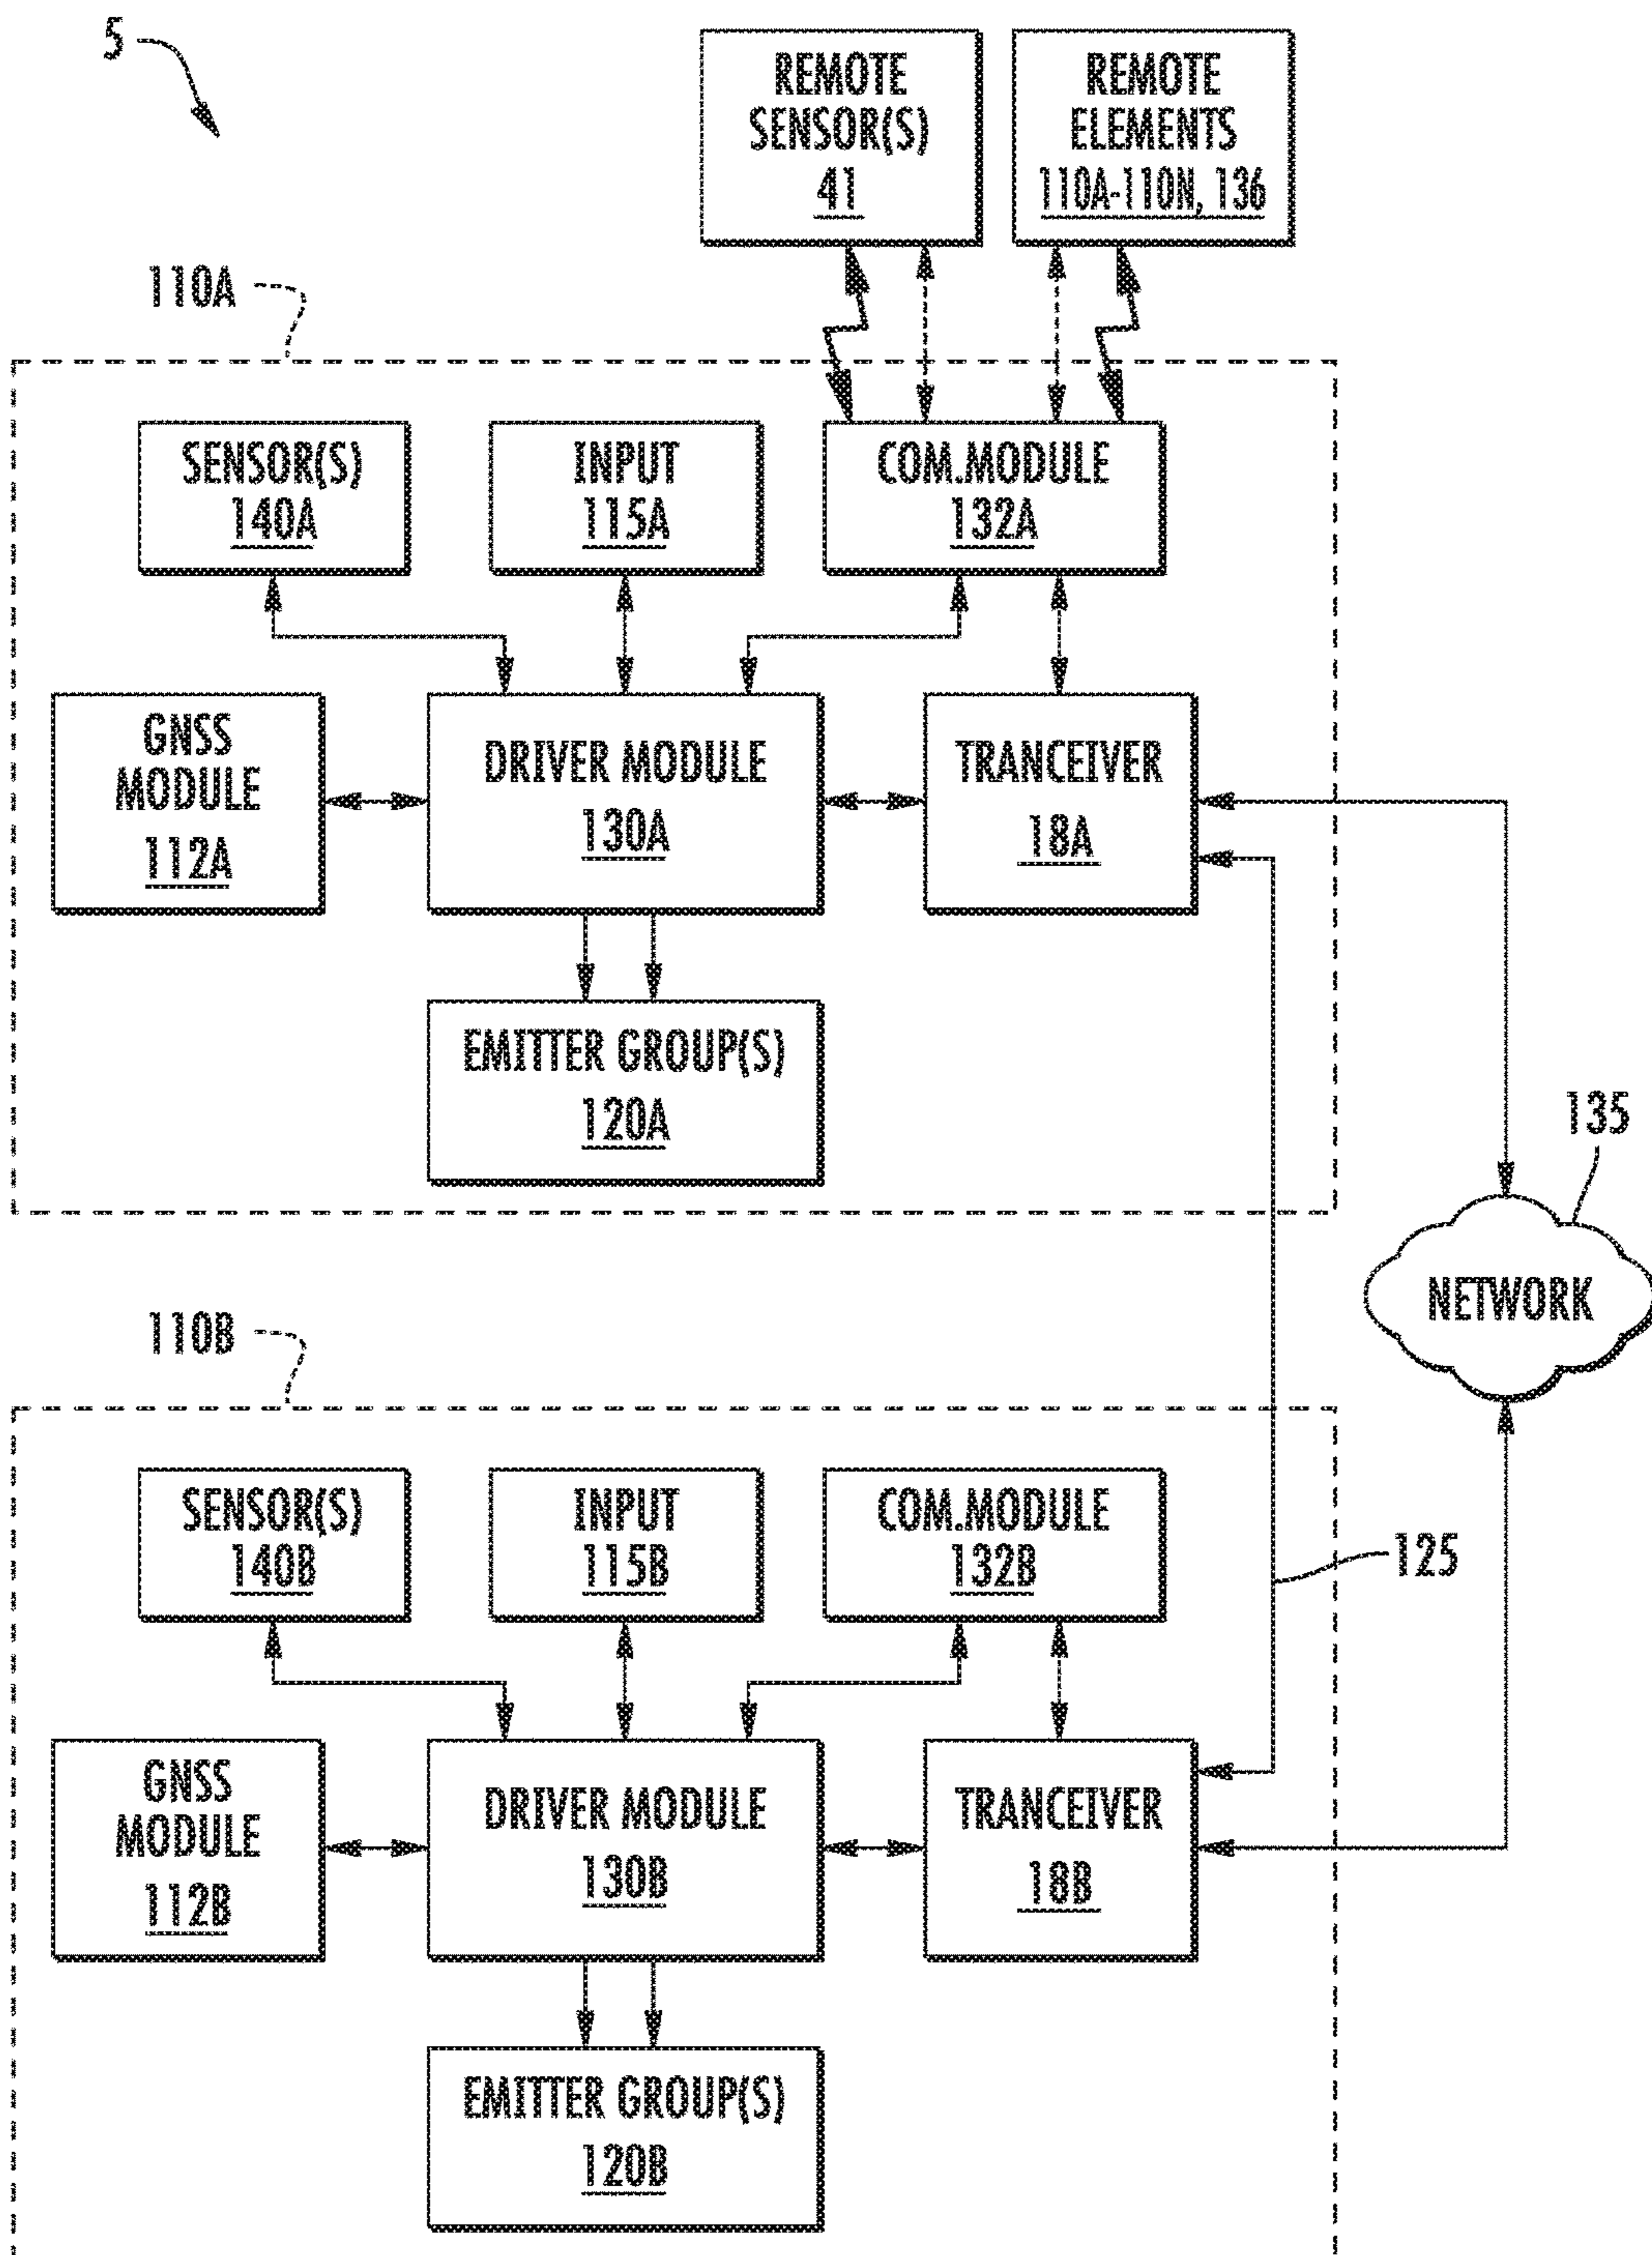 5
REMOTE
SENSOR(S)
41
REMOTE
ELEMENTS
110A-110N, 136
110A
SENSOR(S)
140A
INPUT
115A
COM.MODULE
132A
GNSS
MODULE
112A
DRIVER MODULE
130A
TRANCEIVER
18A
EMITTER GROUP(S)
120A
135
NETWORK
110B
SENSOR(S)
140B
INPUT
115B
COM.MODULE
132B
125
GNSS
MODULE
112B
DRIVER MODULE
130B
TRANCEIVER
18B
EMITTER GROUP(S)
120B